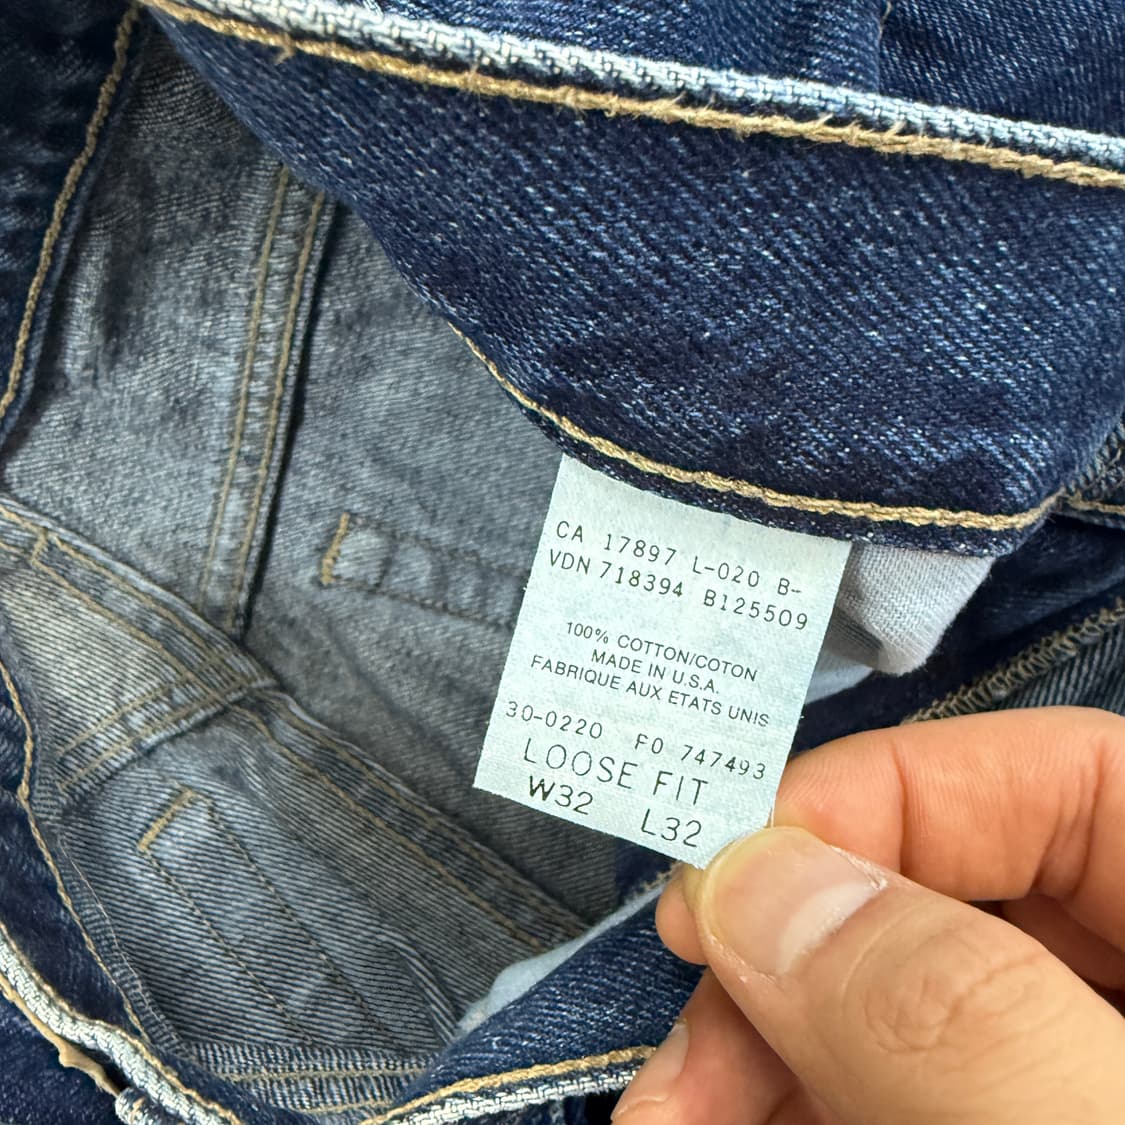 CA 17897 L-020 B-
VDN 718394 B125509
100% COTTON/COTON
MADE IN U.S.A.
FABRIQUE AUX ETATS UNIS
30-0220 FO 747493
LOOSE FIT
W32 L32